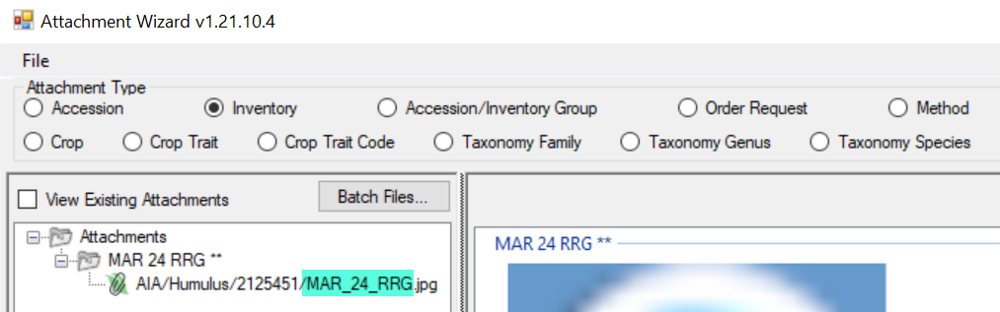 Attachment Wizard v1.21.10.4
File
Attachment Type
Accession Inventory Accession/Inventory Group Order Request Method
Crop Crop Trait Crop Trait Code Taxonomy Family Taxonomy Genus Taxonomy Species
View Existing Attachments Batch Files...
Attachments
MAR 24 RRG **
MAR 24 RRG **
AIA/Humulus/2125451/MAR_24_RRG.jpg